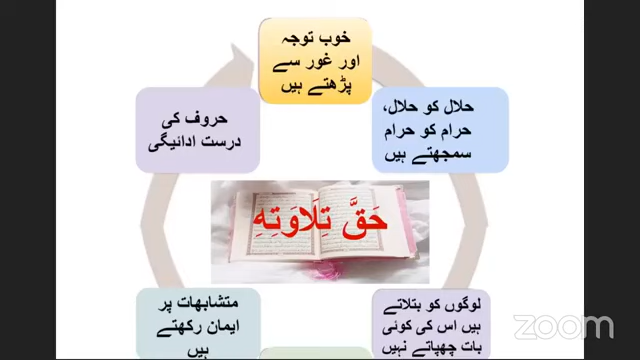 خوب توجہ
اور غور سے
پڑھتے ہیں
حلال کو حلال،
حرام کو حرام
سمجھتے ہیں
حروف کی
درست ادائیگی
حَقَّ تِلَاوَتِهِ
لوگوں کو بتلاتے
ہیں اس کی کوئی
بات چھپاتے نہیں
متشابهات پر
ایمان رکھتے
ہیں
zoom